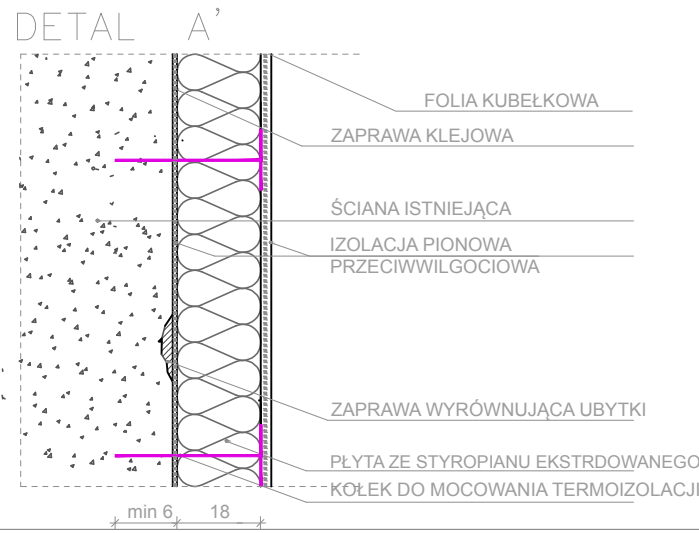 DETAL A'
FOLIA KUBEŁKOWA
ZAPRAWA KLEJOWA
ŚCIANA ISTNIEJĄCA
IZOLACJA PIONOWA
PRZECIWWILGOCIOWA
ZAPRAWA WYRÓWNUJĄCA UBYTKI
PŁYTA ZE STYROPIANU EKSTRDOWANEGO
KOŁEK DO MOCOWANIA TERMOIZOLACJI
min 6 18